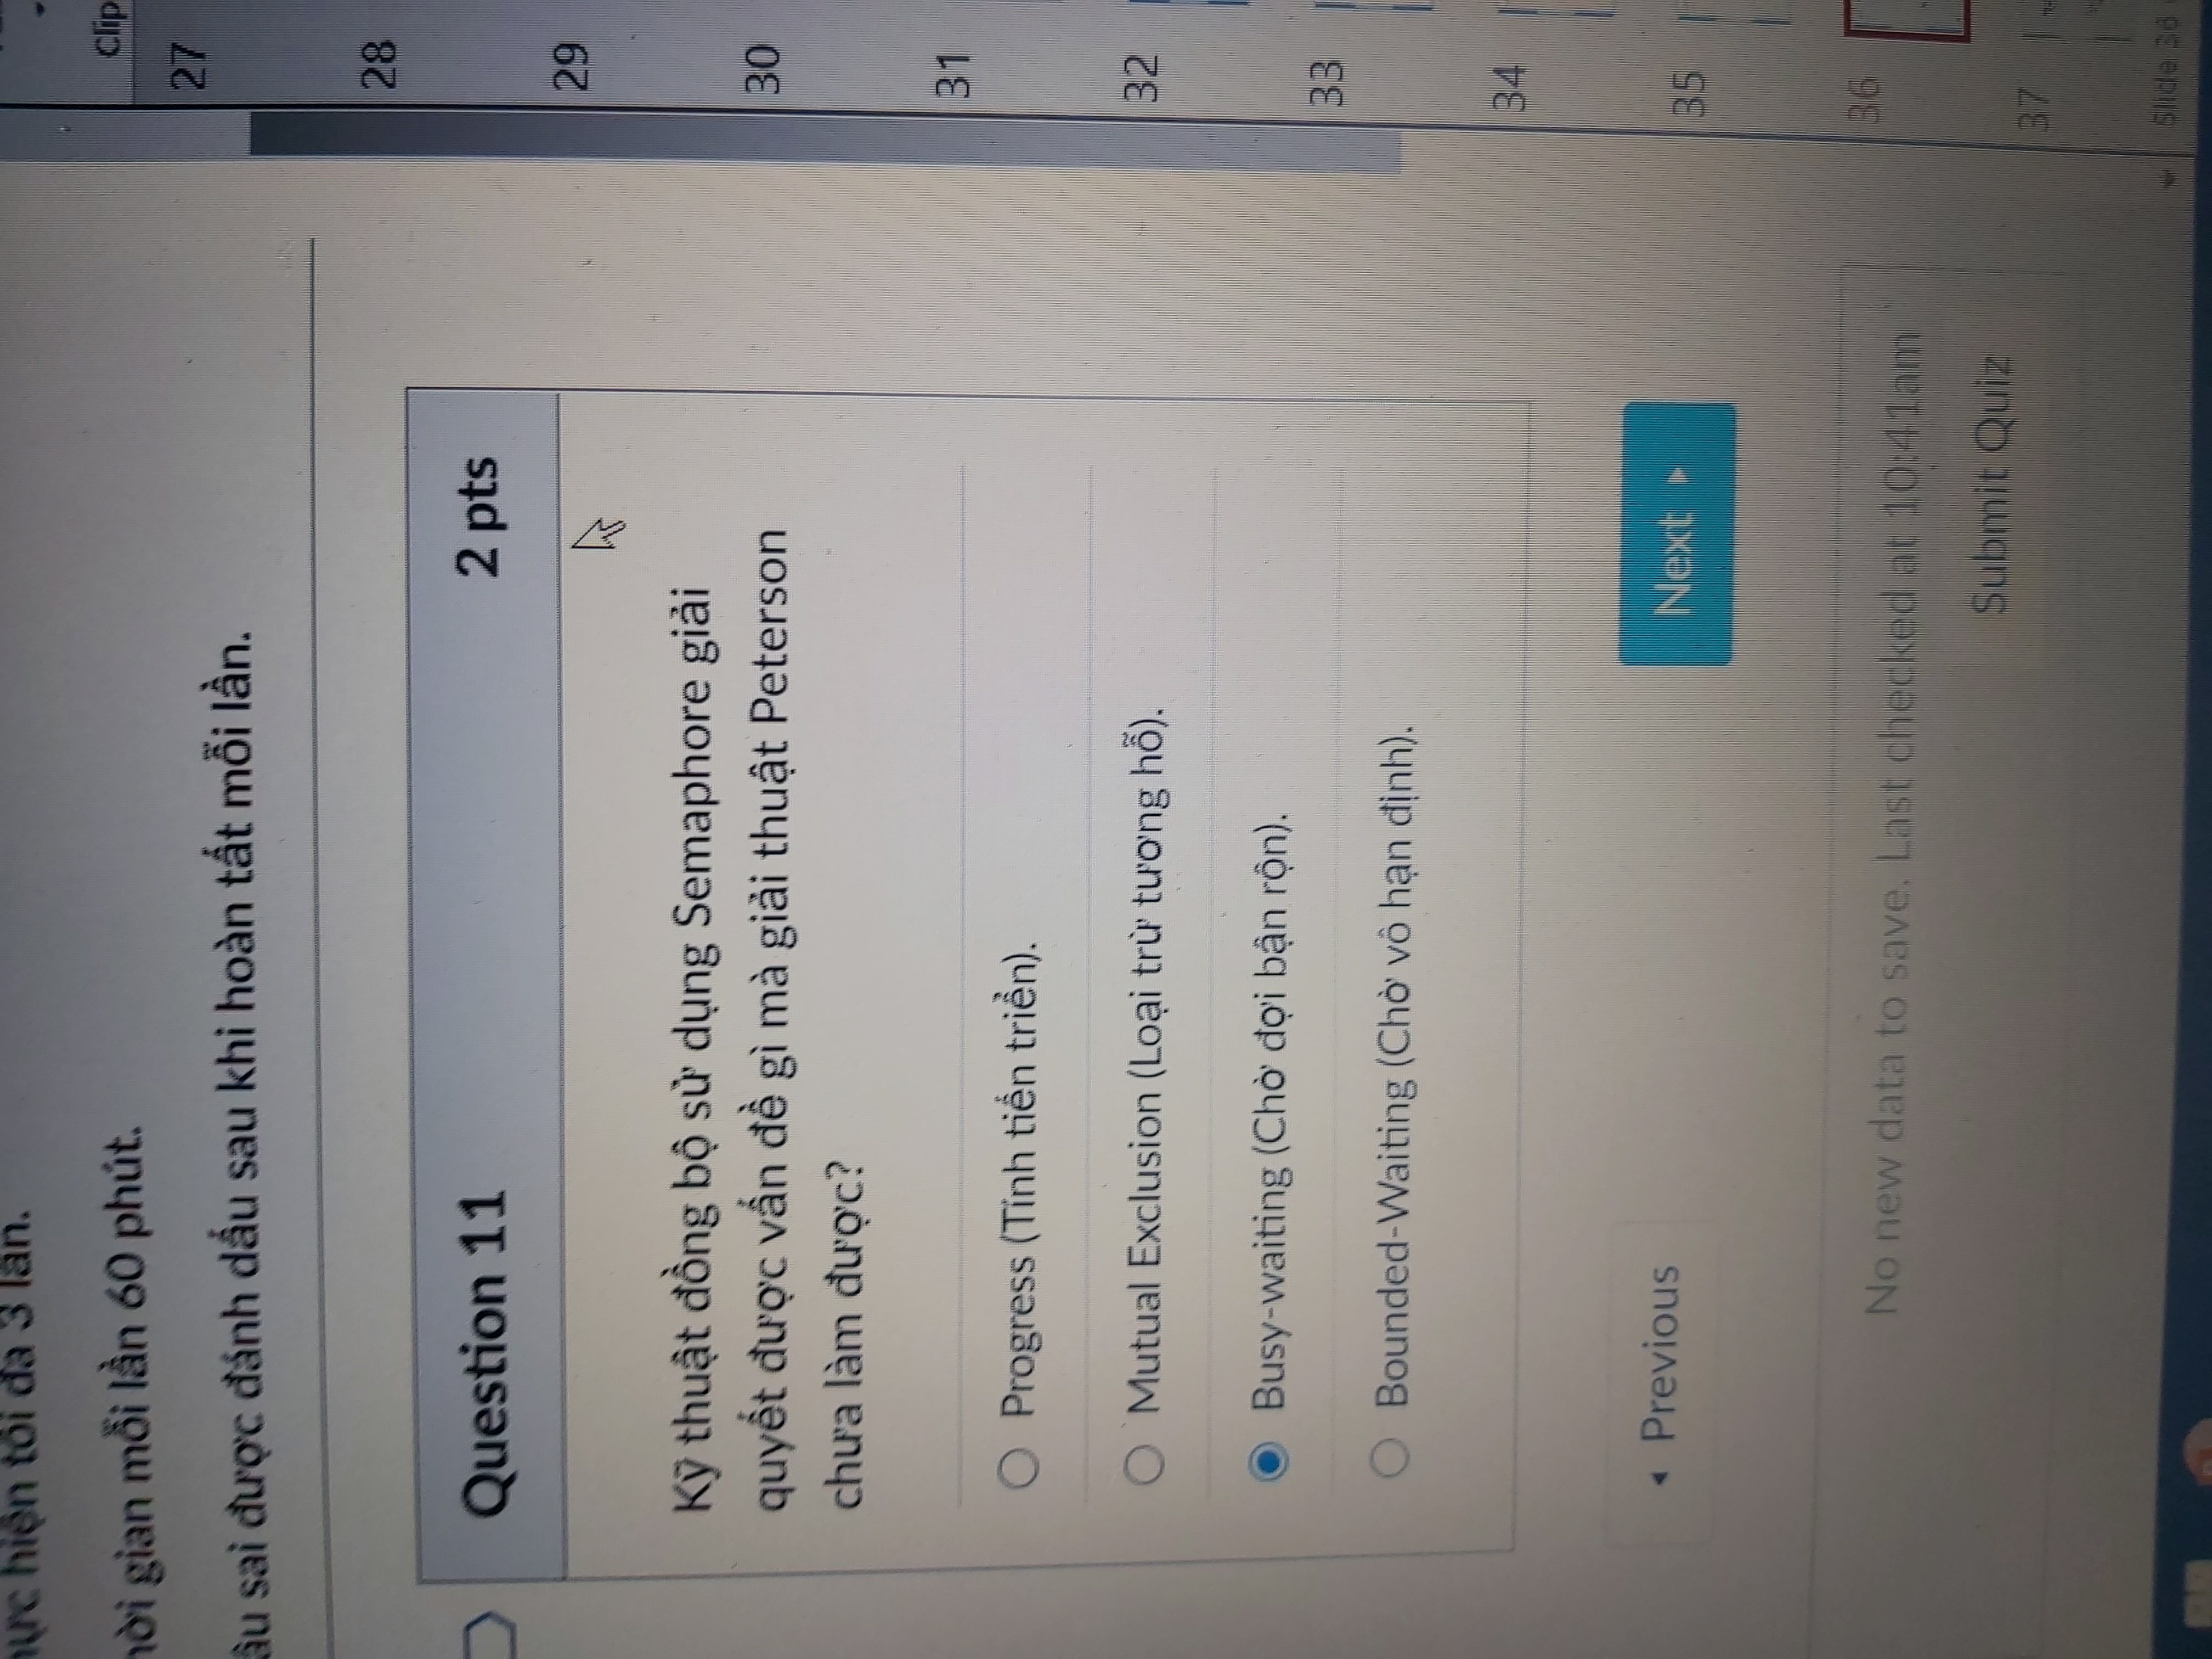 hực hiện tối đa 3 lần.
hời gian mỗi lần 60 phút.
âu sai được đánh dấu sau khi hoàn tất mỗi lần.
Question 11
2 pts
Kỹ thuật đồng bộ sử dụng Semaphore giải
quyết được vấn đề gì mà giải thuật Peterson
chưa làm được?
Progress (Tính tiến triển).
Mutual Exclusion (Loại trừ tương hỗ).
Busy-waiting (Chờ đợi bận rộn).
Bounded-Waiting (Chờ vô hạn định).
◂ Previous
Next ▸
No new data to save. Last checked at 10:41am
Submit Quiz
Clip
27
28
29
30
31
32
33
34
35
36
37
Slide 36